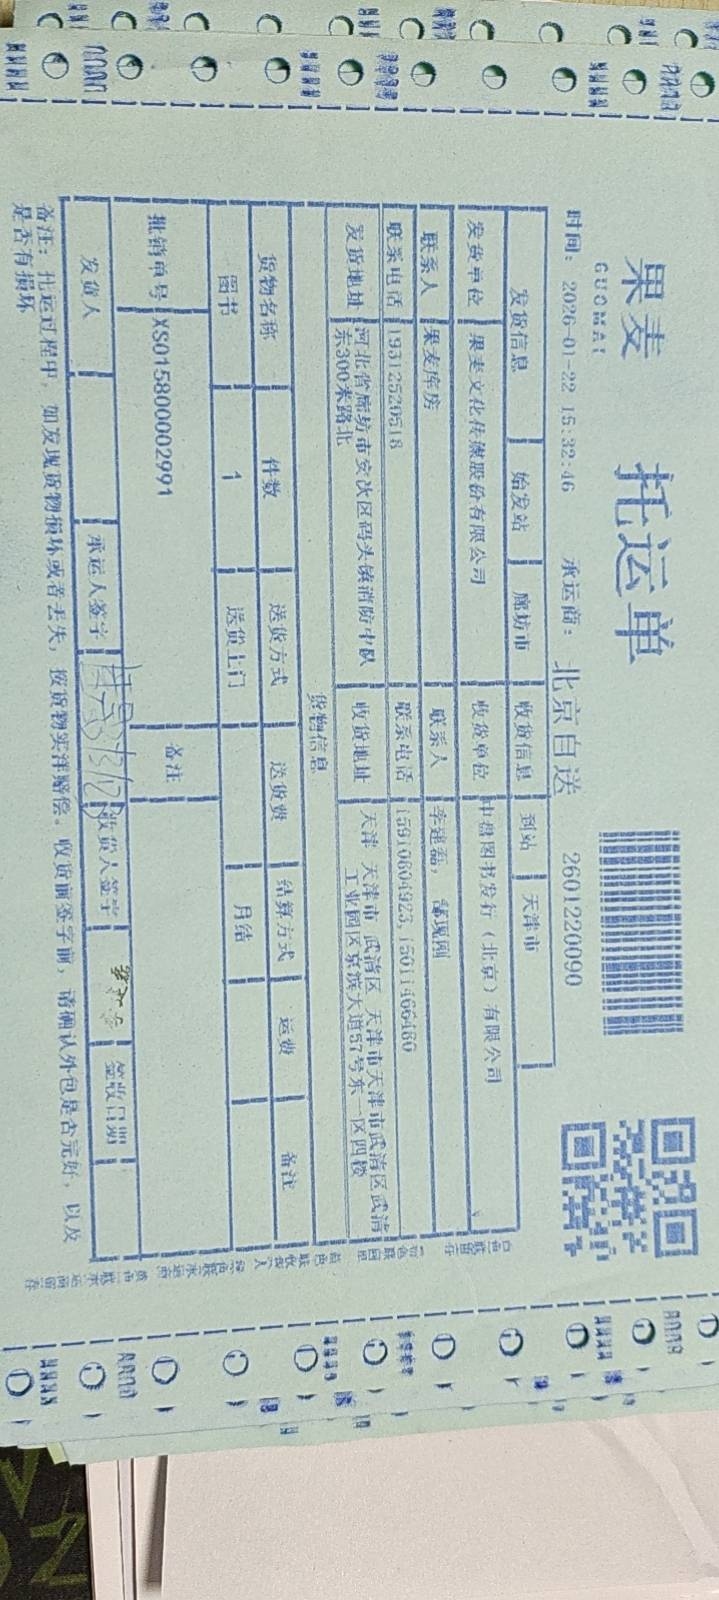 果麦
GUOMAI
托运单
时间：2026-01-22 15:32:46 承运商：北京自送 2601220090
发货信息 始发站 廊坊市 收货信息 到站 天津市
发货单位 果麦文化传媒股份有限公司 收货单位 中盘图书发行（北京）有限公司
联系人 果麦库房 联系人 李建磊，
联系电话 19312520518 联系电话 15910804923,15011466480
发货地址 河北省廊坊市安次区码头镇消防中队 收货地址 天津 天津市 武清区 天津市天津市武清区武清
东300米路北 工业园区京滨大道57号东一区四楼
货物信息
货物名称 件数 送货方式 送货费 结算方式 运费 备注
图书 1 送货上门 月结
批销单号 XS015800002991 备注
发货人 承运人签字 收货人签字 签收日期
备注：托运过程中，如发现货物损坏或者丢失，按货物实洋赔偿。收货前签字前，请确认外包是否完好，以及
是否有损坏